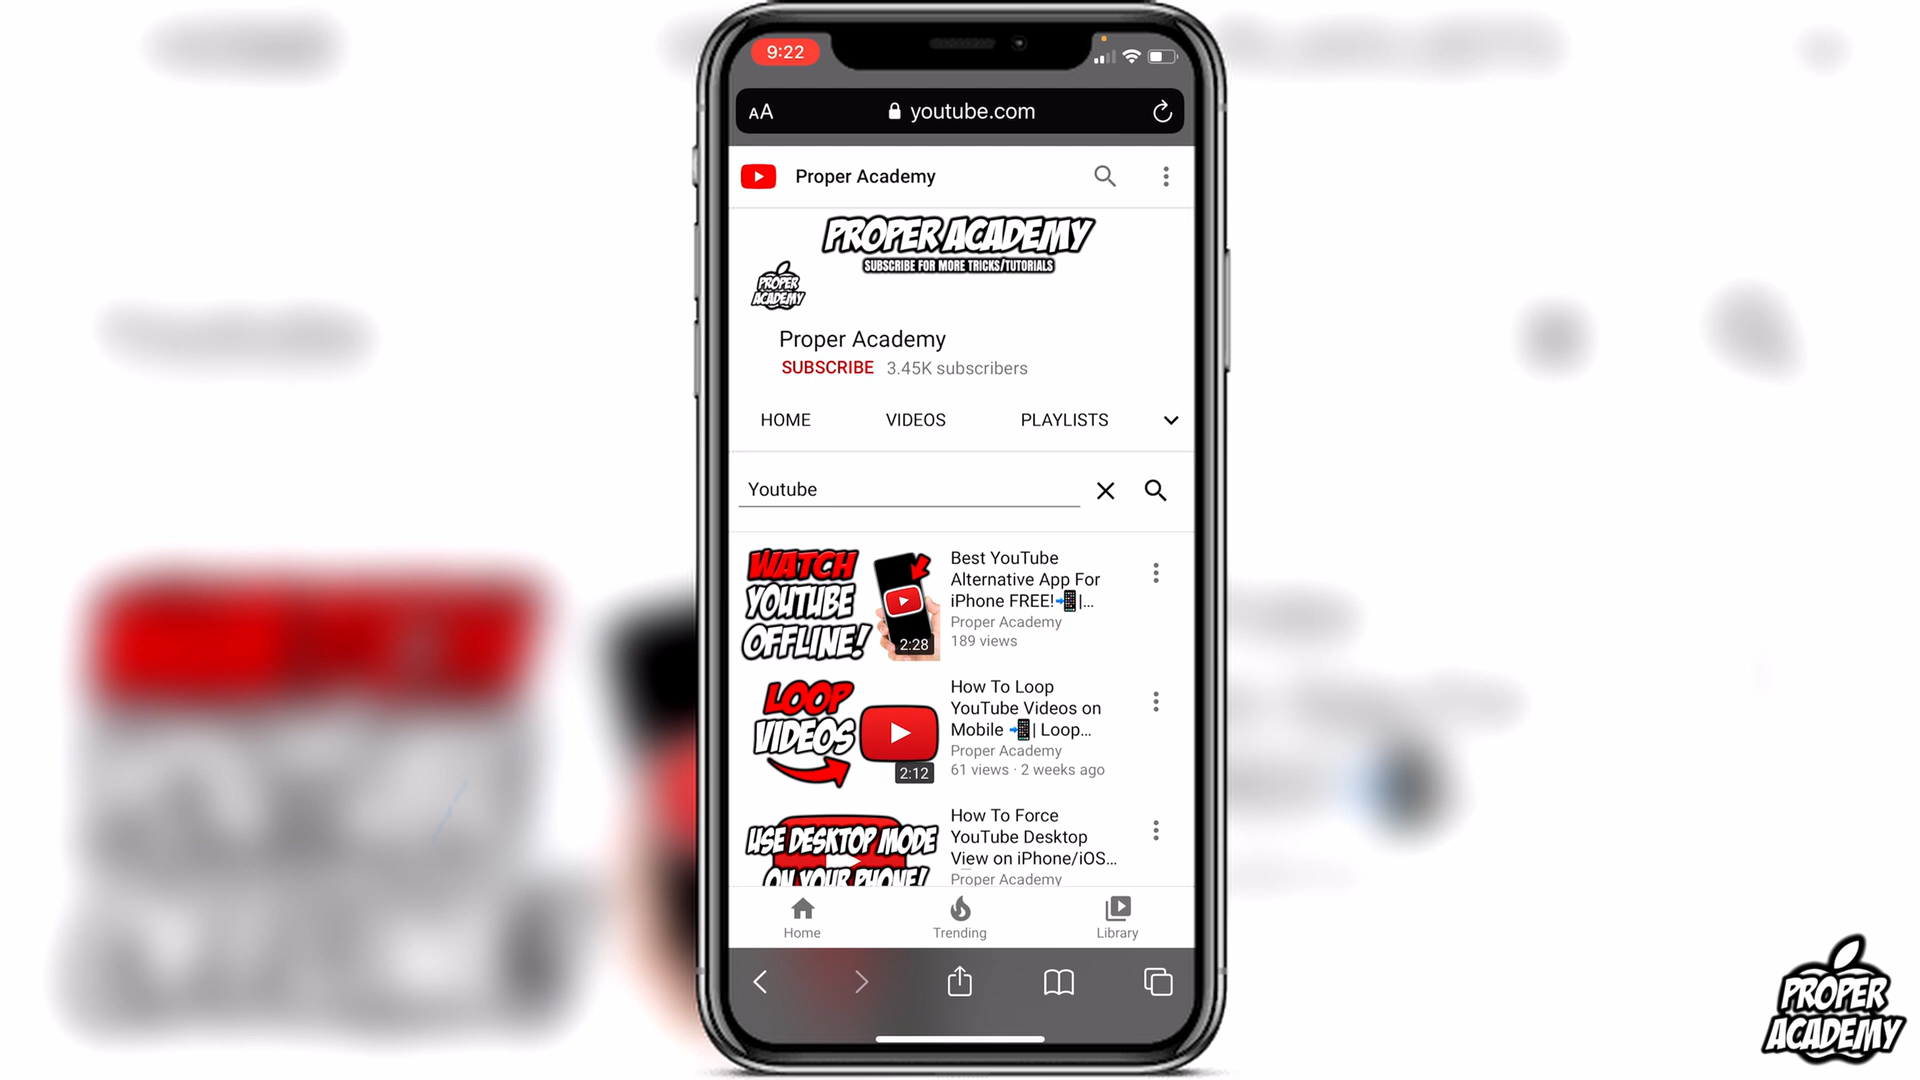 9:22
AA
youtube.com
Proper Academy
PROPER ACADEMY
SUBSCRIBE FOR MORE TRICKS/TUTORIALS
PROPER
ACADEMY
Proper Academy
SUBSCRIBE 3.45K subscribers
HOME VIDEOS PLAYLISTS
Youtube
WATCH
YOUTUBE
OFFLINE!
2:28
Best YouTube
Alternative App For
iPhone FREE!📲|...
Proper Academy
189 views
LOOP
VIDEOS
2:12
How To Loop
YouTube Videos on
Mobile 📲| Loop...
Proper Academy
61 views · 2 weeks ago
USE DESKTOP MODE
ON YOUR PHONE!
How To Force
YouTube Desktop
View on iPhone/iOS...
Proper Academy
Home Trending Library
PROPER
ACADEMY